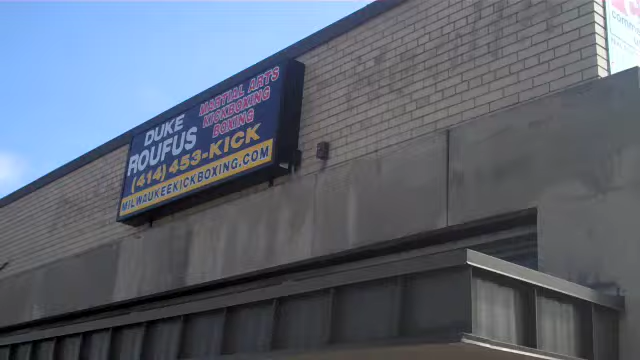 DUKE
ROUFUS
MARTIAL ARTS
KICKBOXING
BOXING
(414) 453-KICK
MILWAUKEEKICKBOXING.COM